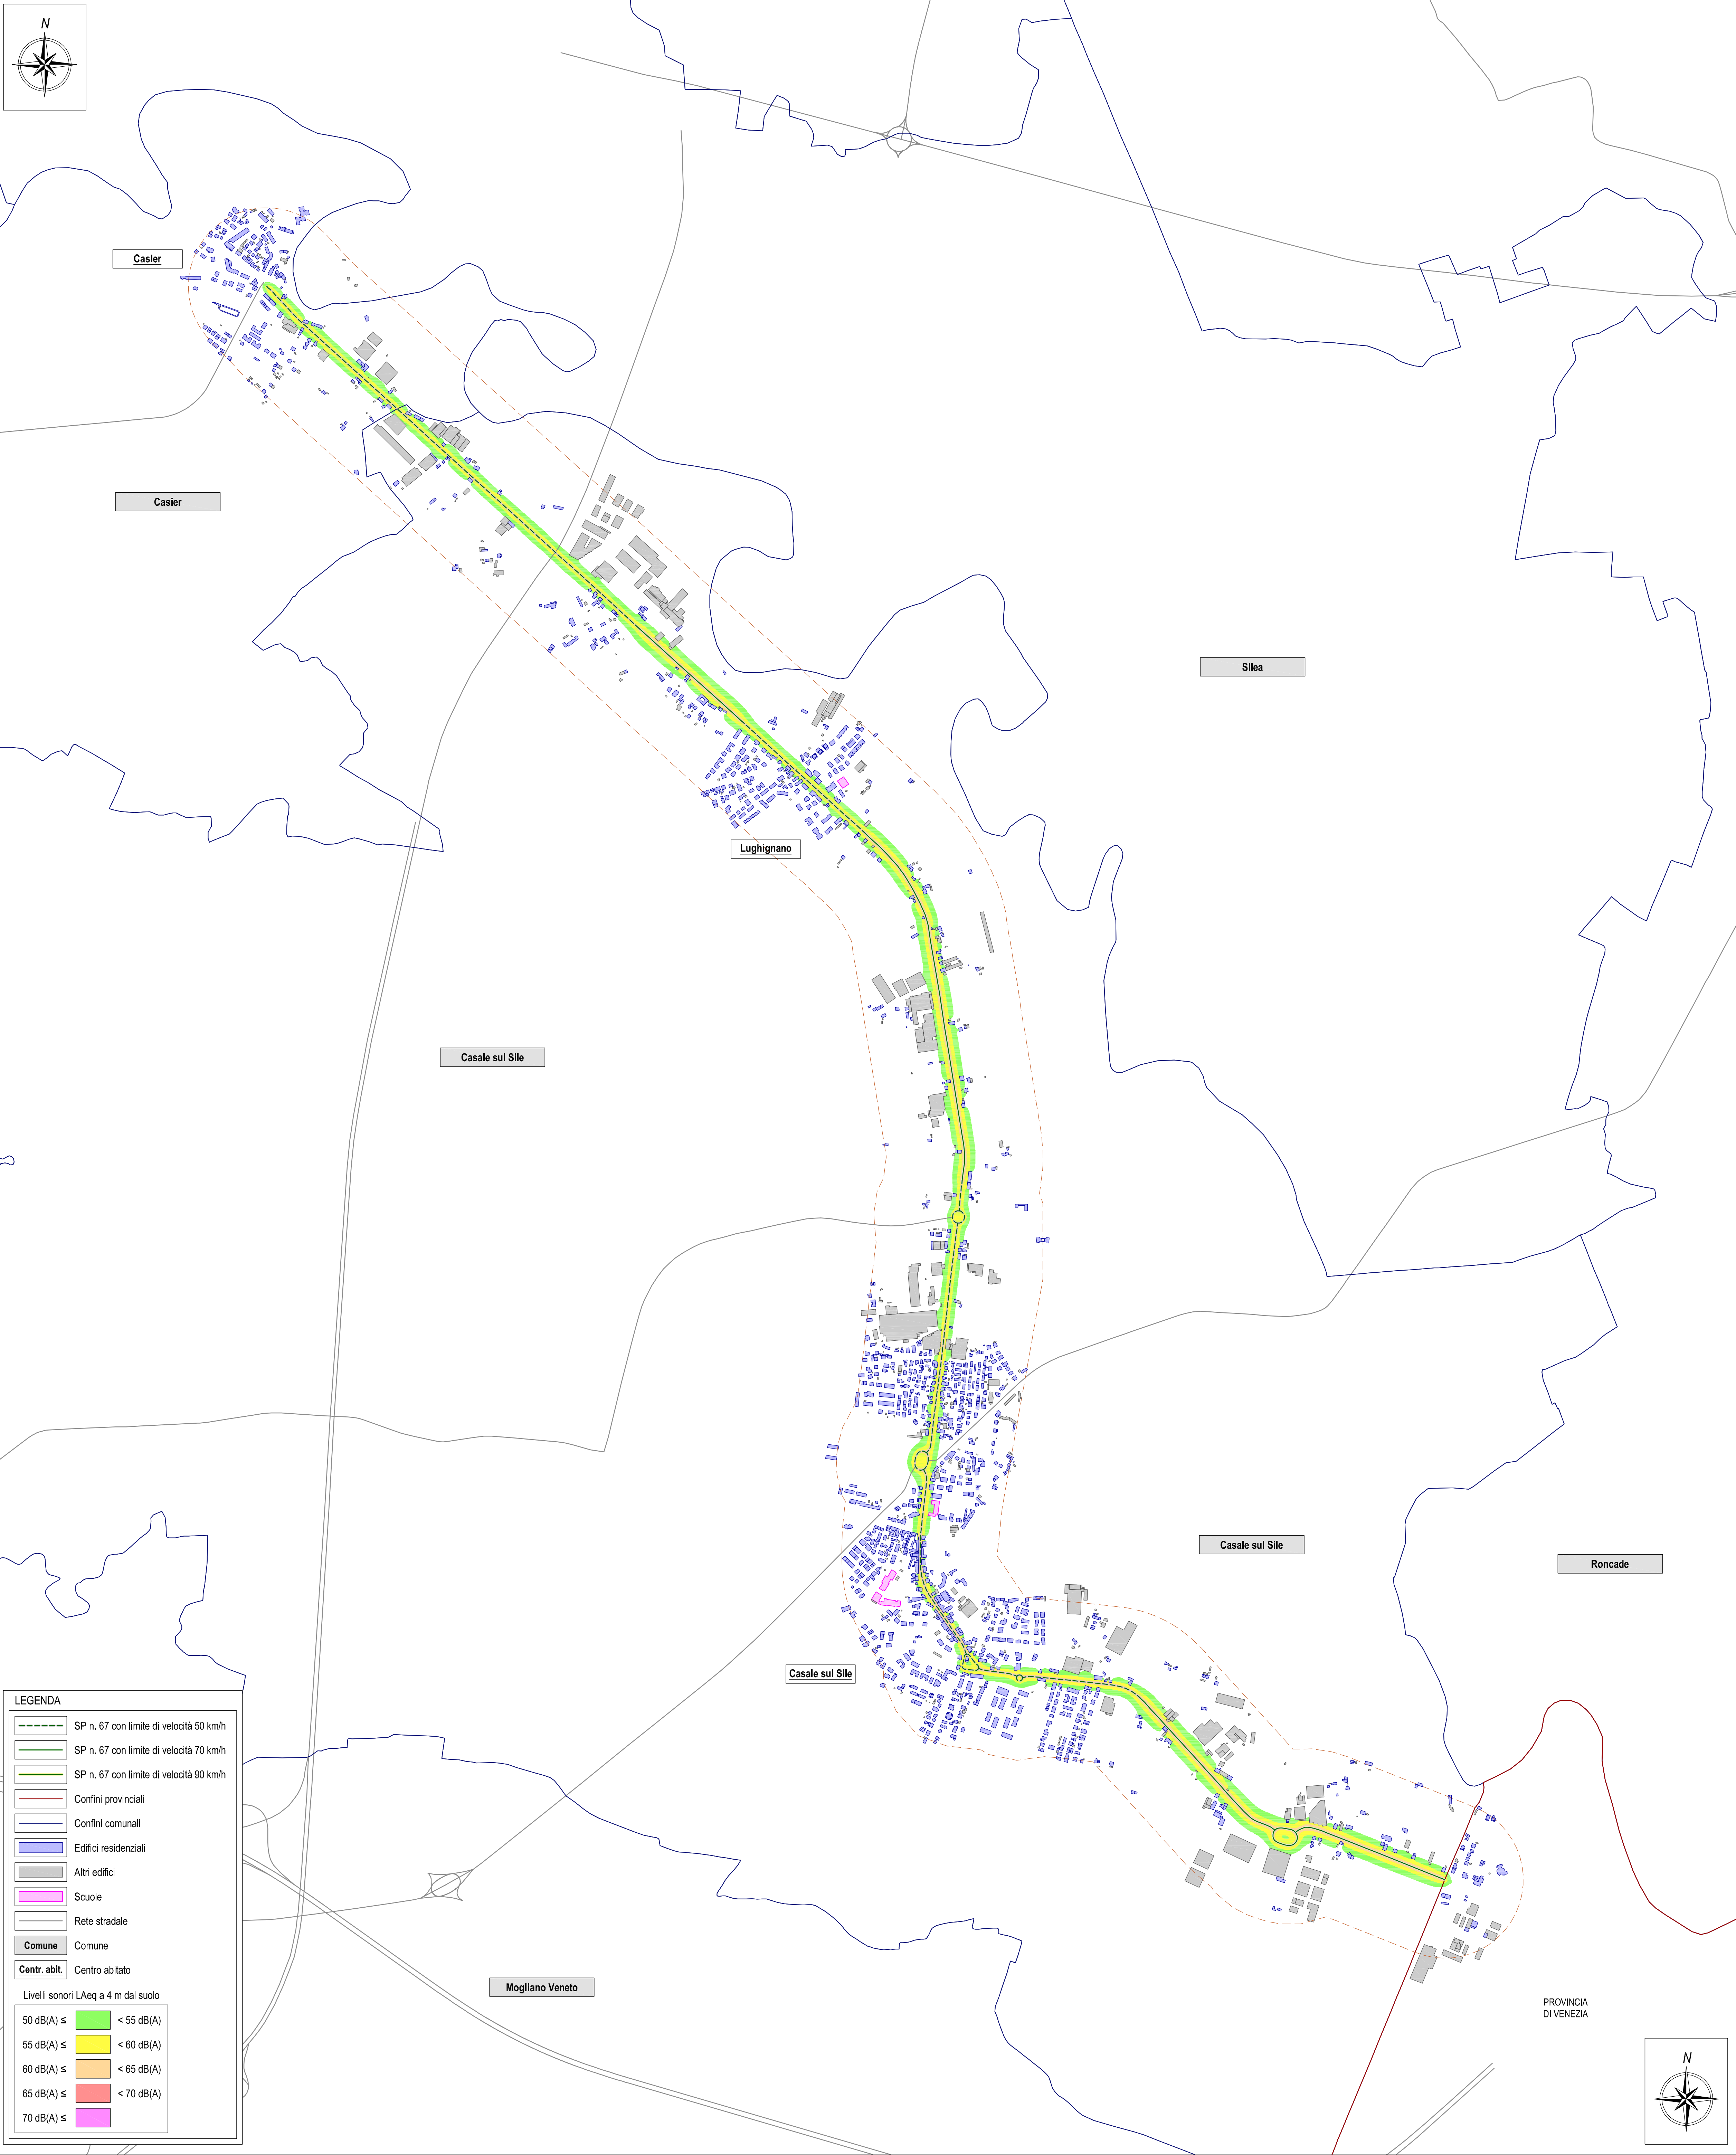 N
Casier
Casier
Silea
Lughignano
Casale sul Sile
Casale sul Sile
Roncade
Casale sul Sile
LEGENDA
SP n. 67 con limite di velocità 50 km/h
SP n. 67 con limite di velocità 70 km/h
SP n. 67 con limite di velocità 90 km/h
Confini provinciali
Confini comunali
Edifici residenziali
Altri edifici
Scuole
Rete stradale
Comune Comune
Centr. abit. Centro abitato
Livelli sonori LAeq a 4 m dal suolo
50 dB(A) ≤ < 55 dB(A)
55 dB(A) ≤ < 60 dB(A)
60 dB(A) ≤ < 65 dB(A)
65 dB(A) ≤ < 70 dB(A)
70 dB(A) ≤
Mogliano Veneto
PROVINCIA
DI VENEZIA
N